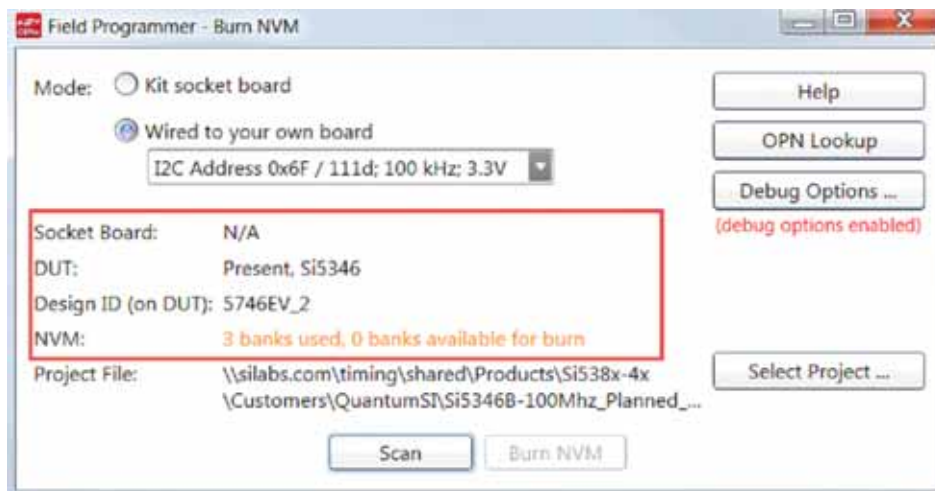 Field Programmer - Burn NVM
Mode: Kit socket board
Wired to your own board
I2C Address 0x6F / 111d; 100 kHz; 3.3V
Help
OPN Lookup
Debug Options ...
(debug options enabled)
Socket Board: N/A
DUT: Present, Si5346
Design ID (on DUT): 5746EV_2
NVM: 3 banks used, 0 banks available for burn
Project File: \\silabs.com\timing\shared\Products\Si538x-4x
\Customers\QuantumSI\Si5346B-100Mhz_Planned_...
Select Project ...
Scan
Burn NVM